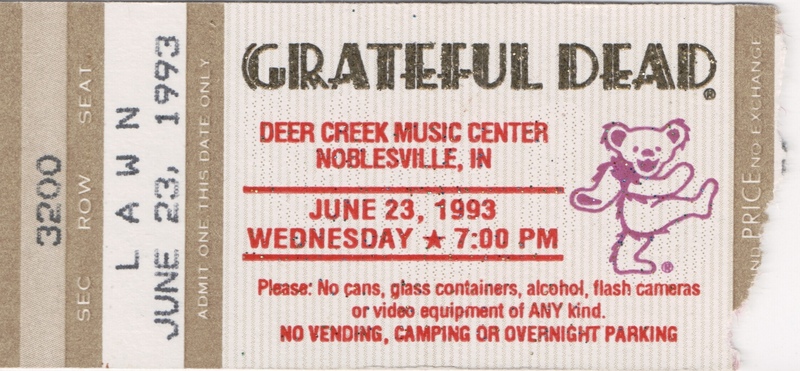 3200
SEC ROW SEAT
LAWN
JUNE 23, 1993
ADMIT ONE THIS DATE ONLY
GRATEFUL DEAD®
DEER CREEK MUSIC CENTER
NOBLESVILLE, IN
JUNE 23, 1993
WEDNESDAY ★ 7:00 PM
®
Please: No cans, glass containers, alcohol, flash cameras
or video equipment of ANY kind.
NO VENDING, CAMPING OR OVERNIGHT PARKING
PRICE
NO EXCHANGE